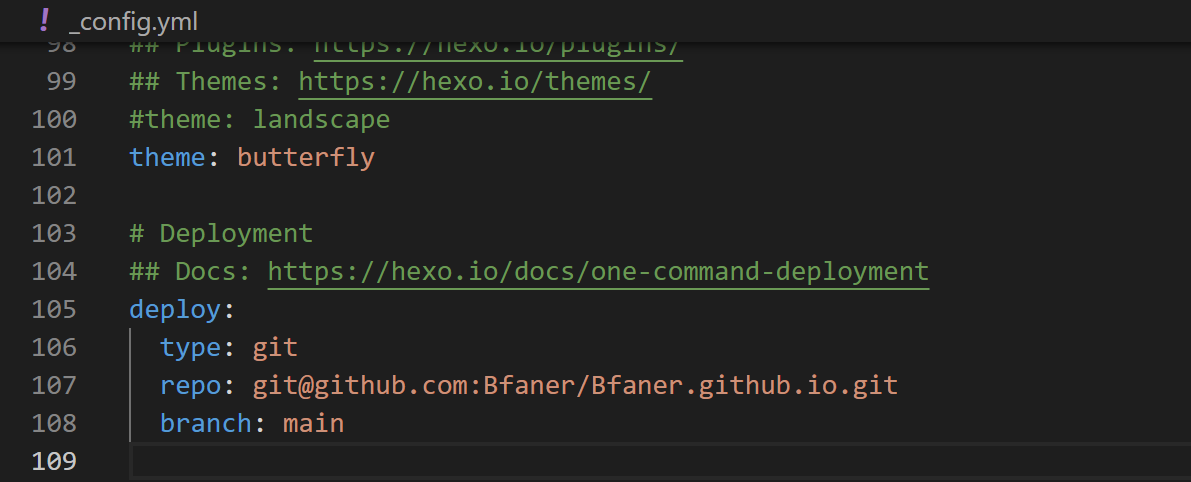 ! _config.yml
98 ## Plugins: https://hexo.io/plugins/
99 ## Themes: https://hexo.io/themes/
100 #theme: landscape
101 theme: butterfly
102
103 # Deployment
104 ## Docs: https://hexo.io/docs/one-command-deployment
105 deploy:
106   type: git
107   repo: git@github.com:Bfaner/Bfaner.github.io.git
108   branch: main
109